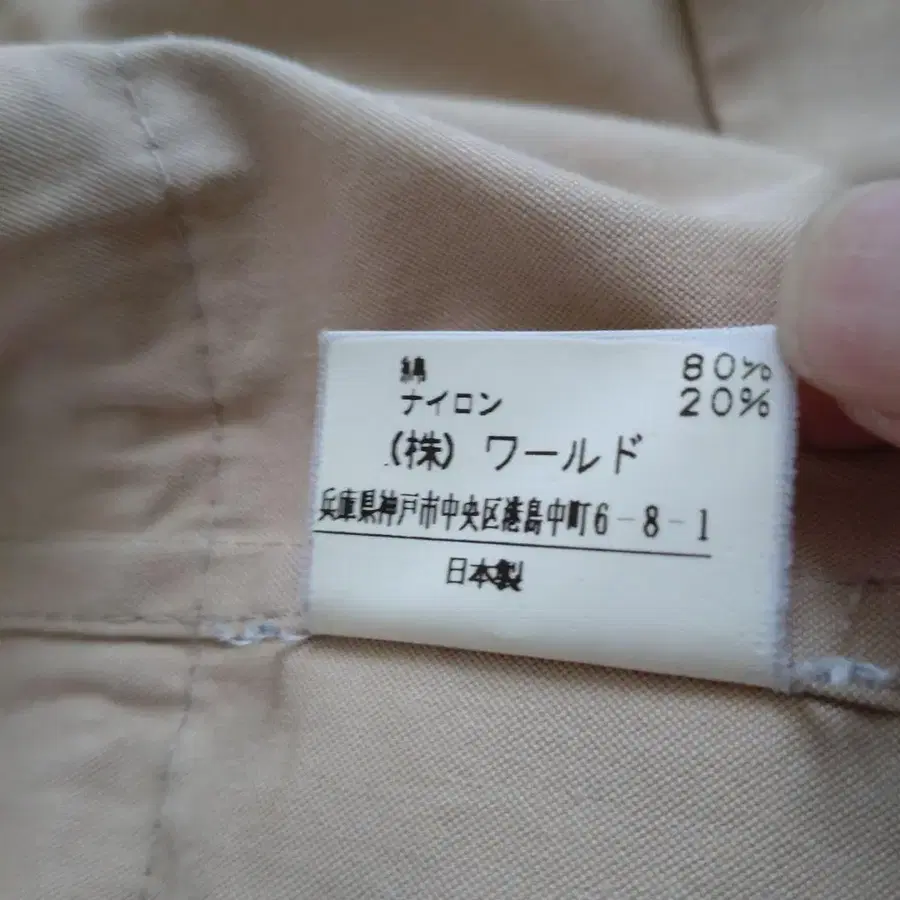 綿 80%
ナイロン 20%
(株) ワールド
兵庫県神戸市中央区港島中町6-8-1
日本製